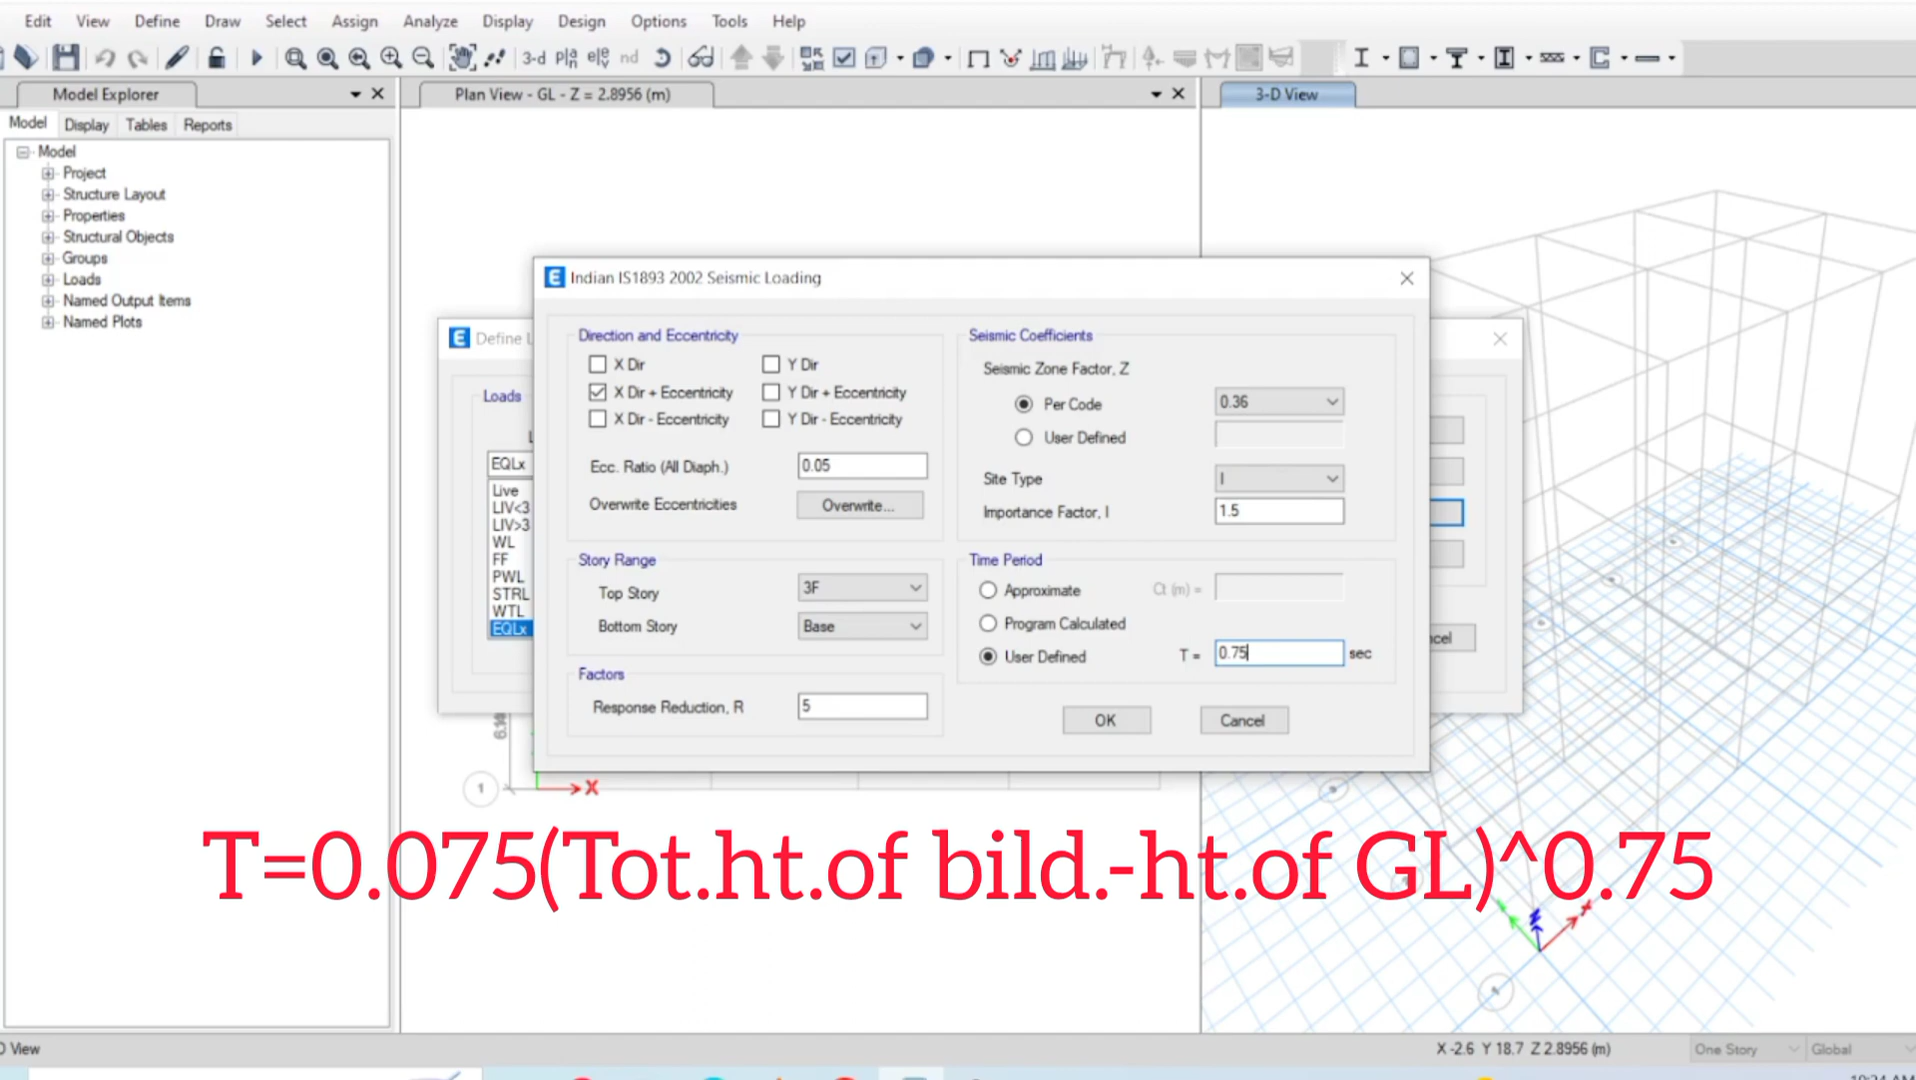 Edit View Define Draw Select Assign Analyze Display Design Options Tools Help
3-d nd
Model Explorer
Plan View - GL - Z = 2.8956 (m)
3-D View
Model Display Tables Reports
Model
Project
Structure Layout
Properties
Structural Objects
Groups
Loads
Named Output Items
Named Plots
E Define L
Loads
EQLx
Live
LIV<3
LIV>3
WL
FF
PWL
STRL
WTL
EQLx
E Indian IS1893 2002 Seismic Loading
Direction and Eccentricity
X Dir Y Dir
X Dir + Eccentricity Y Dir + Eccentricity
X Dir - Eccentricity Y Dir - Eccentricity
Ecc. Ratio (All Diaph.) 0.05
Overwrite Eccentricities Overwrite...
Story Range
Top Story 3F
Bottom Story Base
Factors
Response Reduction, R 5
Seismic Coefficients
Seismic Zone Factor, Z
Per Code 0.36
User Defined
Site Type I
Importance Factor, I 1.5
Time Period
Approximate Ct (m) =
Program Calculated
User Defined T = 0.75 sec
OK Cancel
cel
1 X
T=0.075(Tot.ht.of bild.-ht.of GL)^0.75
D View
X -2.6 Y 18.7 Z 2.8956 (m)
One Story
Global